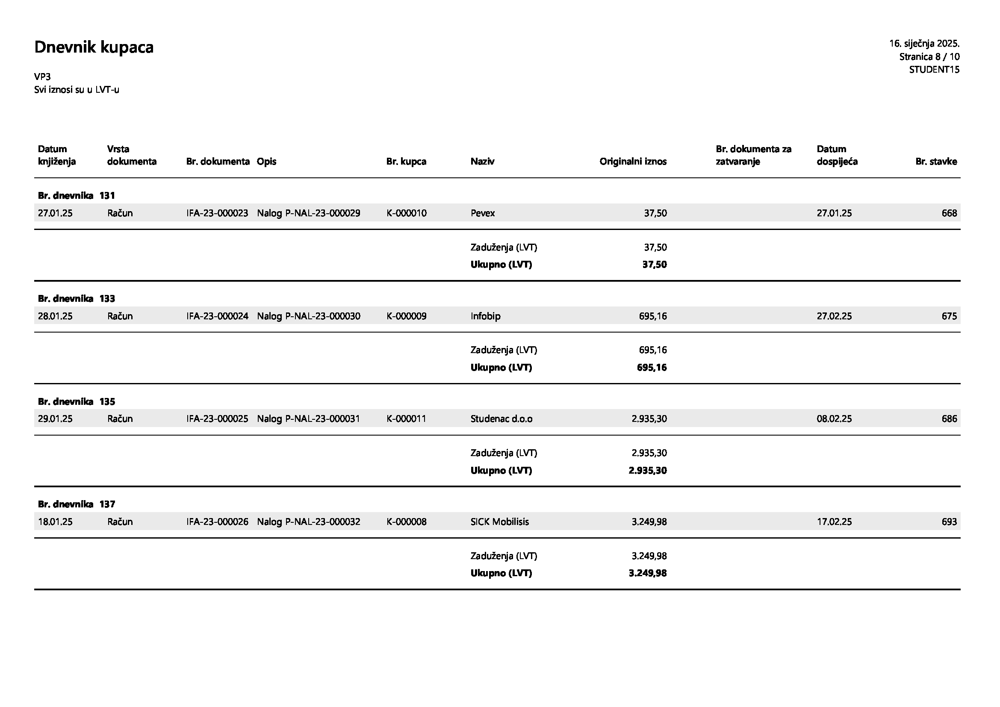 Dnevnik kupaca
16. siječnja 2025.
Stranica 8 / 10
STUDENT15
VP3
Svi iznosi su u LVT-u
Datum knjiženja Vrsta dokumenta Br. dokumenta Opis Br. kupca Naziv Originalni iznos Br. dokumenta za zatvaranje Datum dospijeća Br. stavke
Br. dnevnika 131
27.01.25 Račun IFA-23-000023 Nalog P-NAL-23-000029 K-000010 Pevex 37,50 27.01.25 668
Zaduženja (LVT) 37,50
Ukupno (LVT) 37,50
Br. dnevnika 133
28.01.25 Račun IFA-23-000024 Nalog P-NAL-23-000030 K-000009 Infobip 695,16 27.02.25 675
Zaduženja (LVT) 695,16
Ukupno (LVT) 695,16
Br. dnevnika 135
29.01.25 Račun IFA-23-000025 Nalog P-NAL-23-000031 K-000011 Studenac d.o.o 2.935,30 08.02.25 686
Zaduženja (LVT) 2.935,30
Ukupno (LVT) 2.935,30
Br. dnevnika 137
18.01.25 Račun IFA-23-000026 Nalog P-NAL-23-000032 K-000008 SICK Mobilisis 3.249,98 17.02.25 693
Zaduženja (LVT) 3.249,98
Ukupno (LVT) 3.249,98